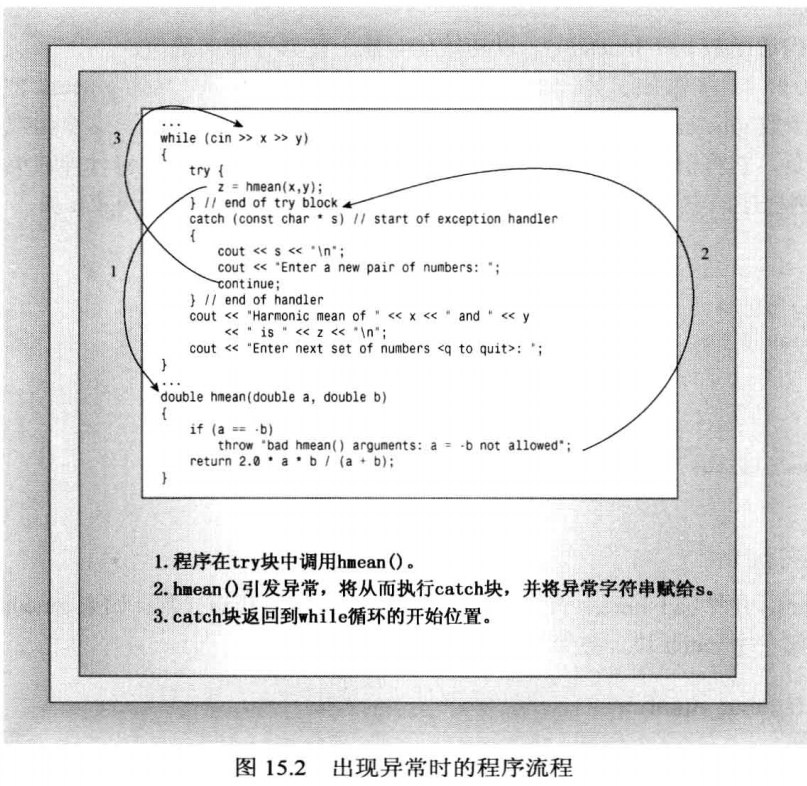 ...
while (cin >> x >> y)
{
    try {
        z = hmean(x,y);
    } // end of try block
    catch (const char * s) // start of exception handler
    {
        cout << s << "\n";
        cout << "Enter a new pair of numbers: ";
        continue;
    } // end of handler
    cout << "Harmonic mean of " << x << " and " << y
         << " is " << z << "\n";
    cout << "Enter next set of numbers <q to quit>: ";
}
...
double hmean(double a, double b)
{
    if (a == -b)
        throw "bad hmean() arguments: a = -b not allowed";
    return 2.0 * a * b / (a + b);
}
3
1
2
1.程序在try块中调用hmean()。
2.hmean()引发异常，将从而执行catch块，并将异常字符串赋给s。
3.catch块返回到while循环的开始位置。
图 15.2 出现异常时的程序流程